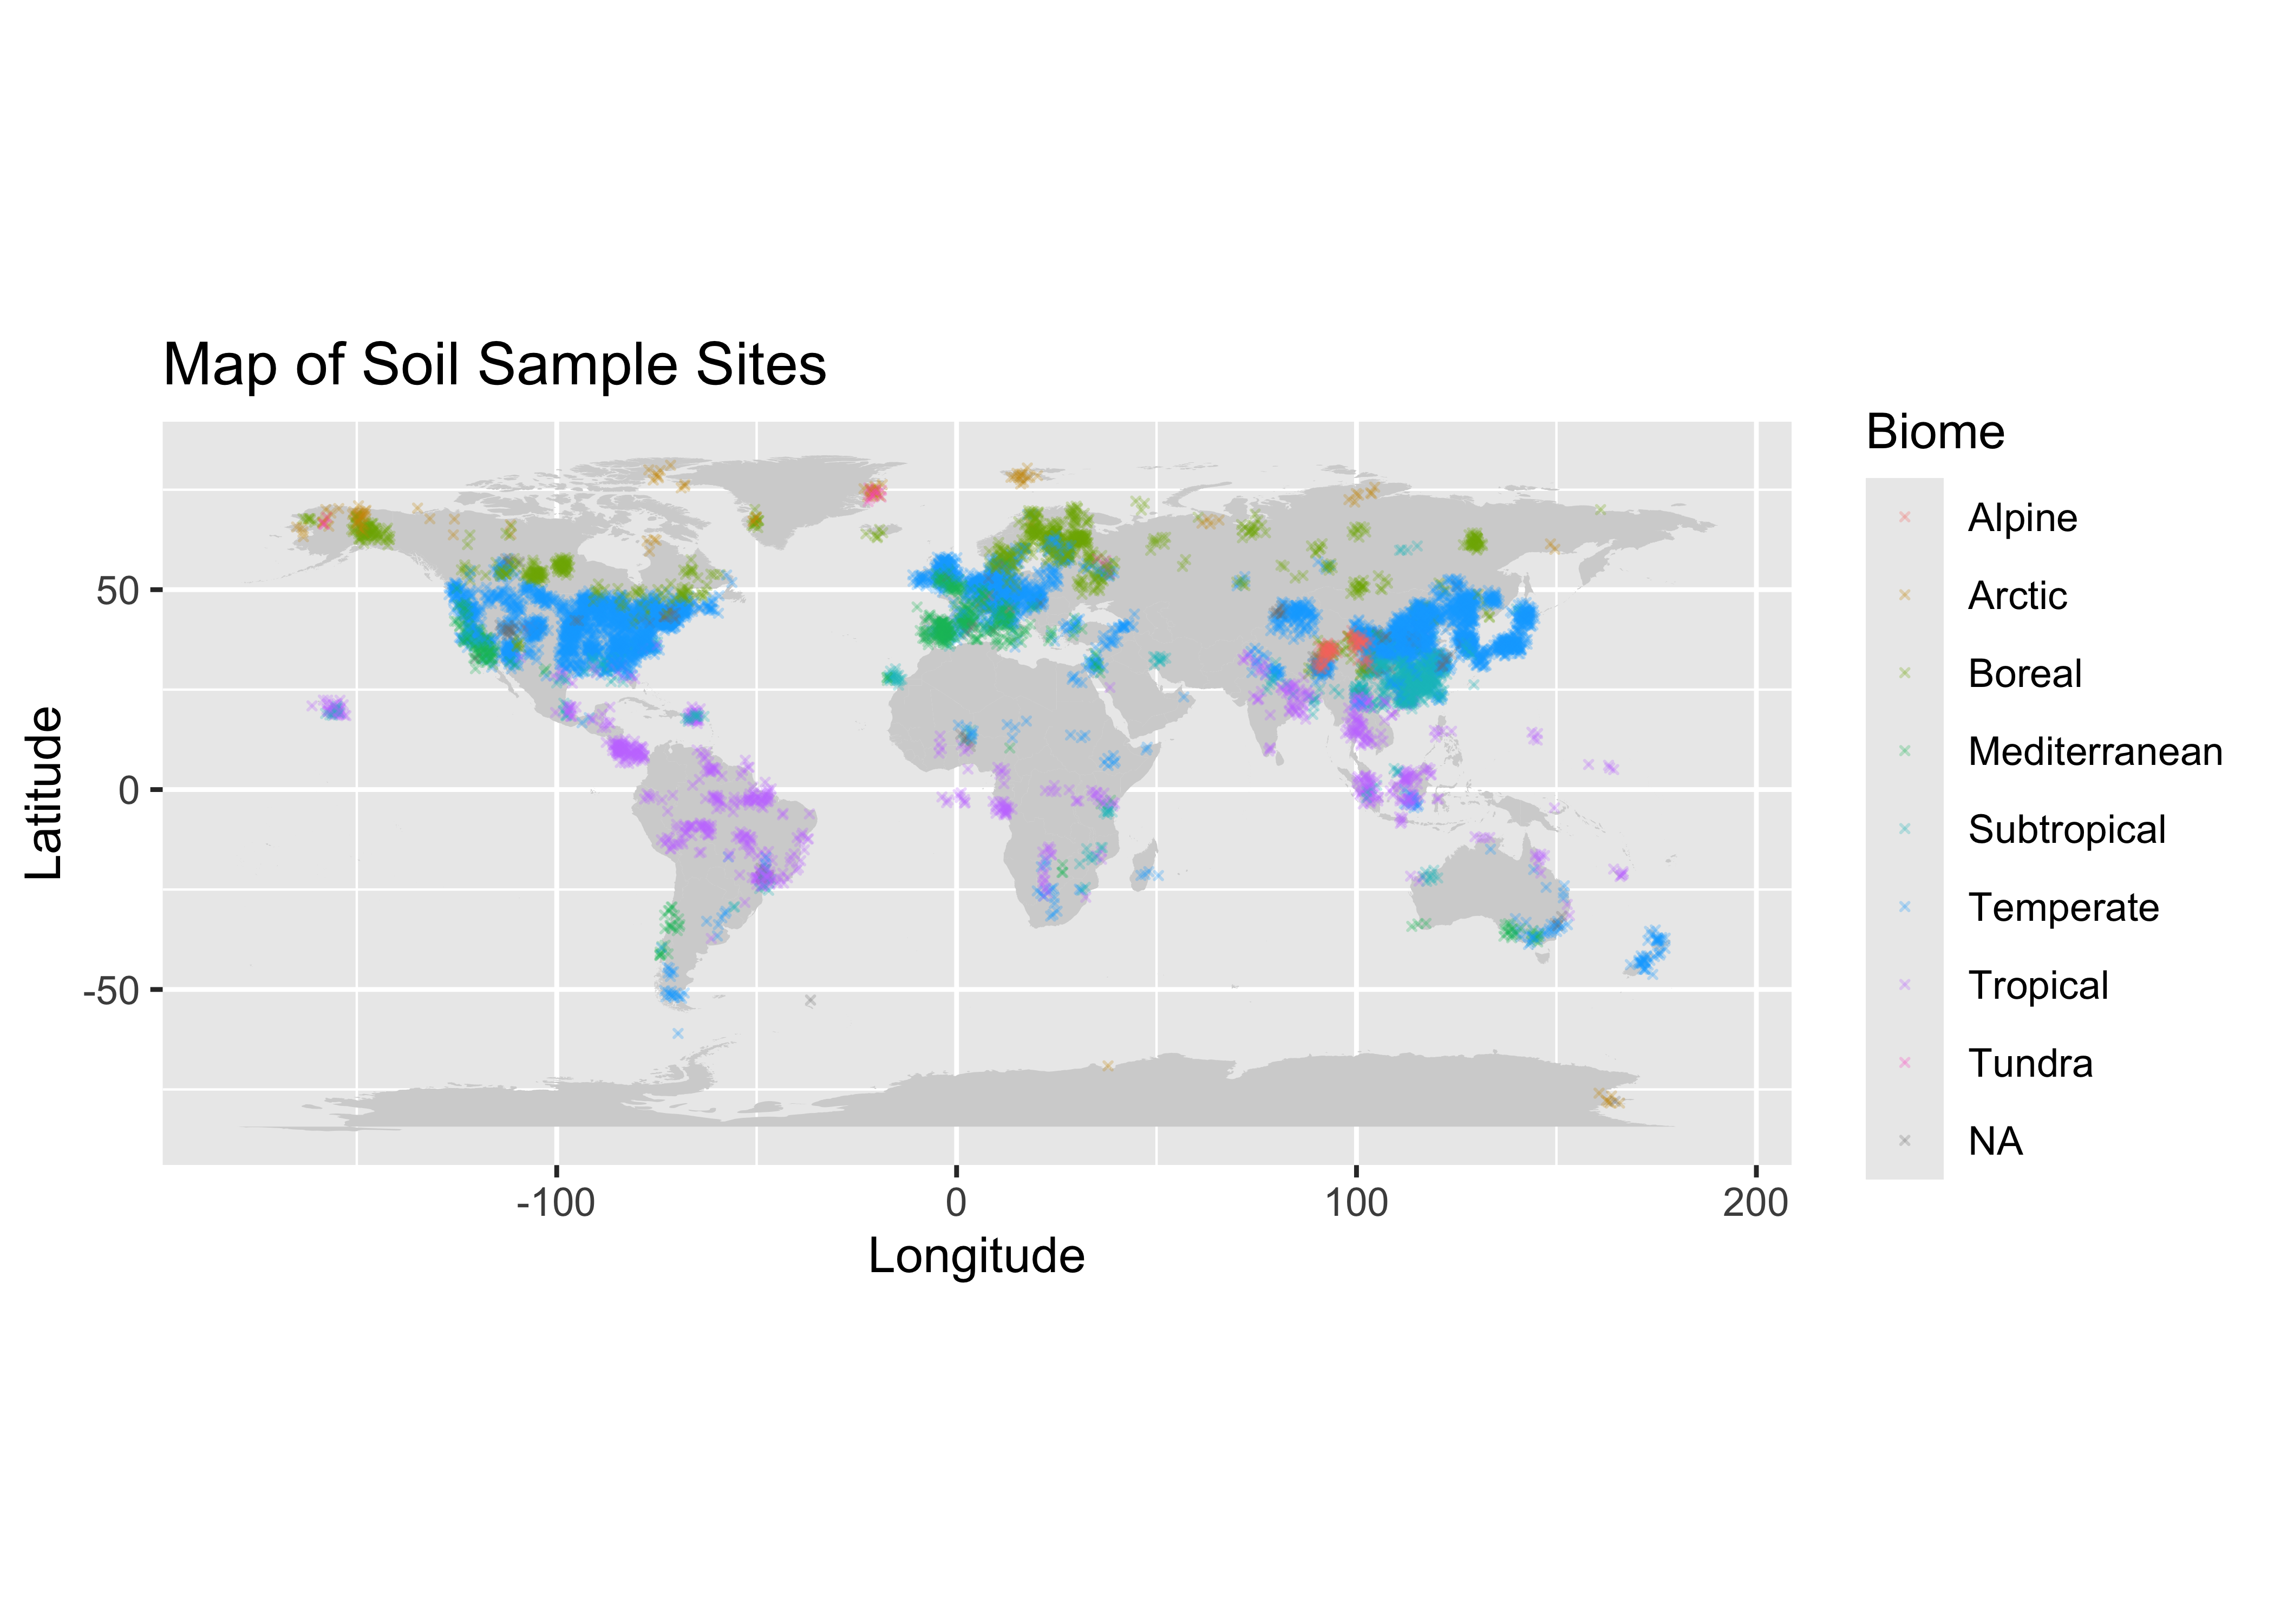 Map of Soil Sample Sites
Latitude
50
0
-50
-100
0
100
200
Longitude
Biome
Alpine
Arctic
Boreal
Mediterranean
Subtropical
Temperate
Tropical
Tundra
NA